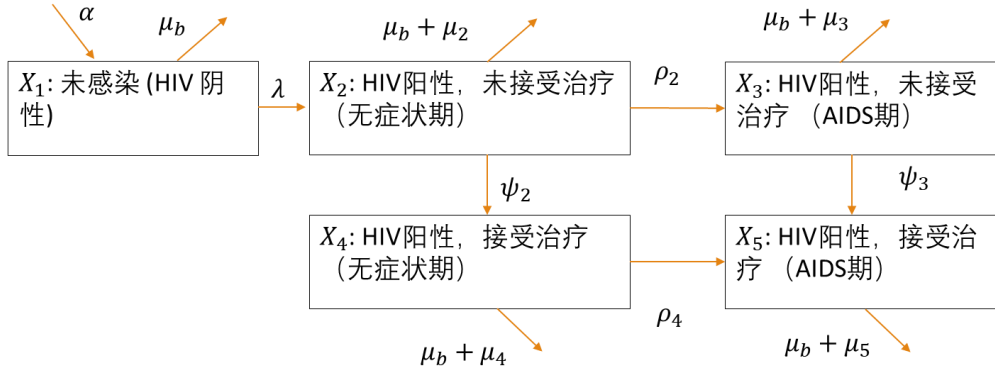 α
μ_b
μ_b + μ_2
μ_b + μ_3
X_1: 未感染 (HIV 阴
性)
λ
X_2: HIV阳性，未接受治疗
（无症状期）
ρ_2
X_3: HIV阳性，未接受
治疗 （AIDS期）
ψ_2
ψ_3
X_4: HIV阳性，接受治疗
（无症状期）
ρ_4
X_5: HIV阳性，接受治
疗 （AIDS期）
μ_b + μ_4
μ_b + μ_5